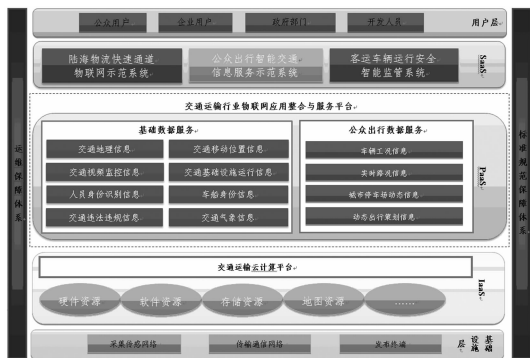 公众用户
企业用户
政府部门
开发人员
用户层
陆海物流快速通道
物联网示范系统
公众出行智能交通
信息服务示范系统
客运车辆运行安全
智能监管系统
SaaS
交通运输行业物联网应用整合与服务平台
基础数据服务
交通地理信息
交通移动位置信息
交通视频监控信息
交通基础设施运行信息
人员身份识别信息
车船身份信息
交通违法违规信息
交通气象信息
公众出行数据服务
车辆工况信息
实时路况信息
城市停车场动态信息
动态出行策划信息
PaaS
交通运输云计算平台
硬件资源
软件资源
存储资源
地图资源
……
IaaS
采集传感网络
传输通信网络
发布终端
基础设施层
运维保障体系
标准规范保障体系